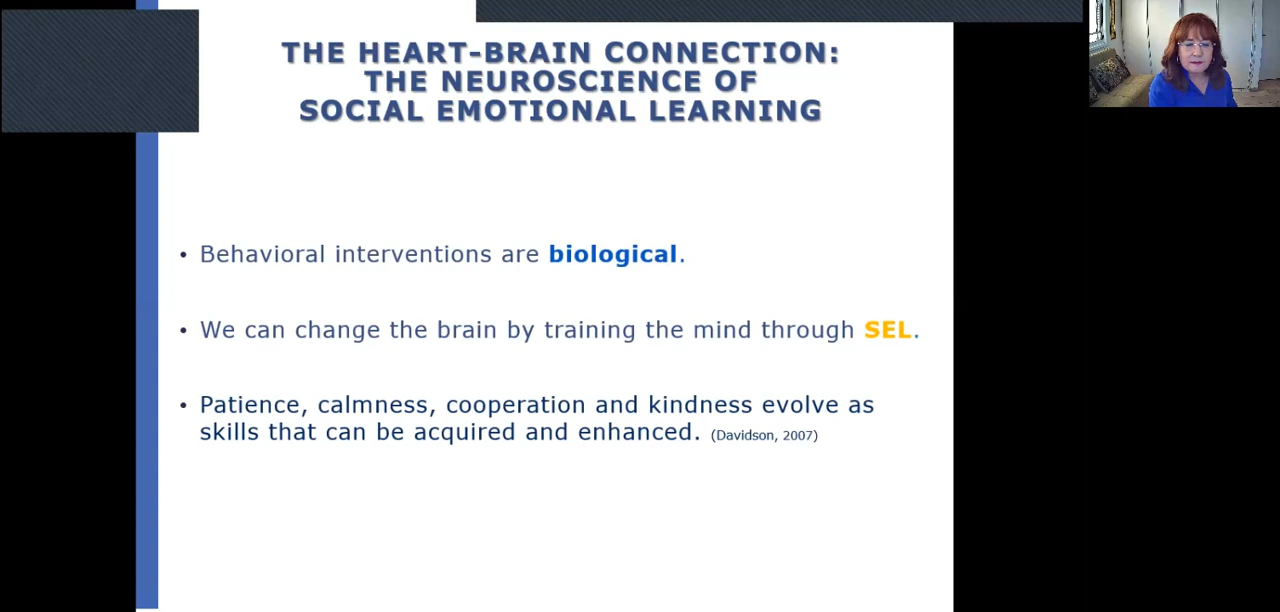 THE HEART-BRAIN CONNECTION:
THE NEUROSCIENCE OF
SOCIAL EMOTIONAL LEARNING
• Behavioral interventions are biological.
• We can change the brain by training the mind through SEL.
• Patience, calmness, cooperation and kindness evolve as
skills that can be acquired and enhanced. (Davidson, 2007)